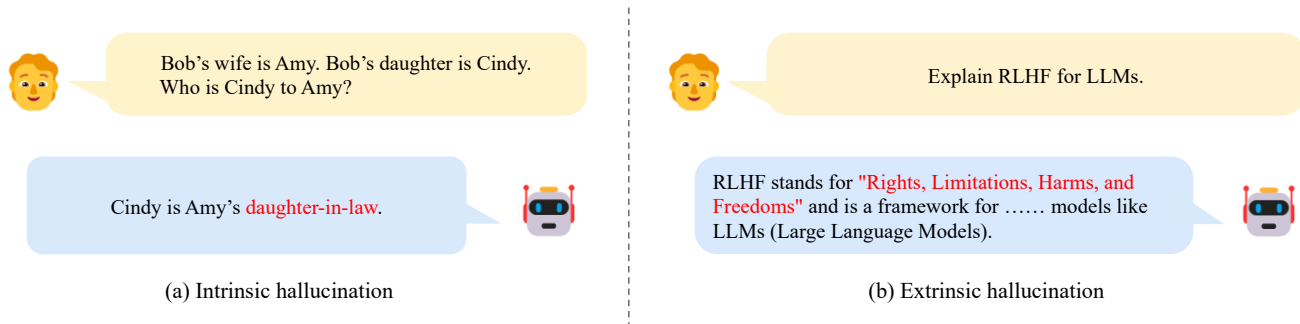 Bob’s wife is Amy. Bob’s daughter is Cindy.
Who is Cindy to Amy?
Cindy is Amy’s daughter-in-law.
(a) Intrinsic hallucination
Explain RLHF for LLMs.
RLHF stands for "Rights, Limitations, Harms, and
Freedoms" and is a framework for …… models like
LLMs (Large Language Models).
(b) Extrinsic hallucination